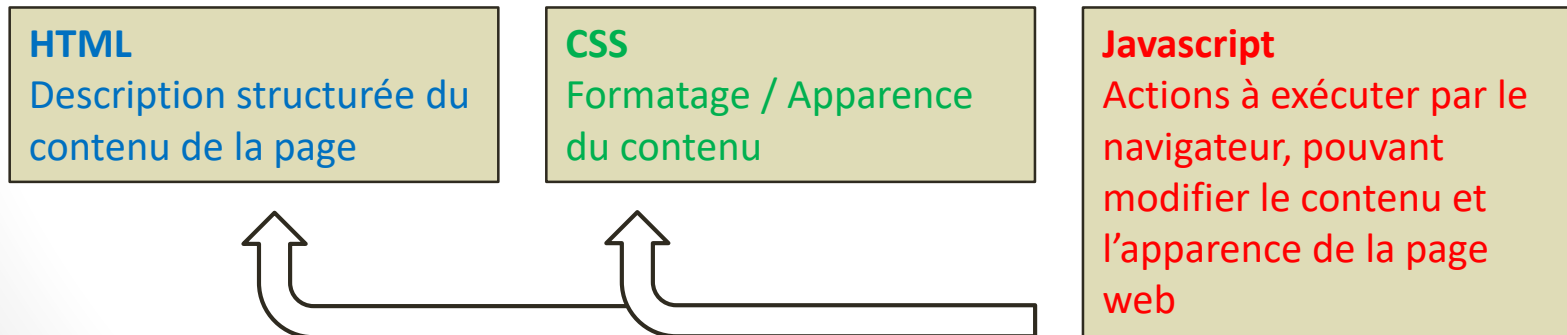 HTML
Description structurée du
contenu de la page
CSS
Formatage / Apparence
du contenu
Javascript
Actions à exécuter par le
navigateur, pouvant
modifier le contenu et
l’apparence de la page
web